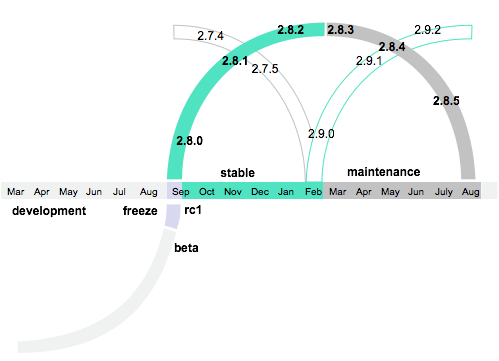 2.7.4 2.8.2 2.8.3 2.9.2
2.8.1 2.7.5 2.9.1 2.8.4
2.8.5
2.8.0 2.9.0
stable maintenance
Mar Apr May Jun Jul Aug Sep Oct Nov Dec Jan Feb Mar Apr May Jun July Aug
development freeze rc1
beta